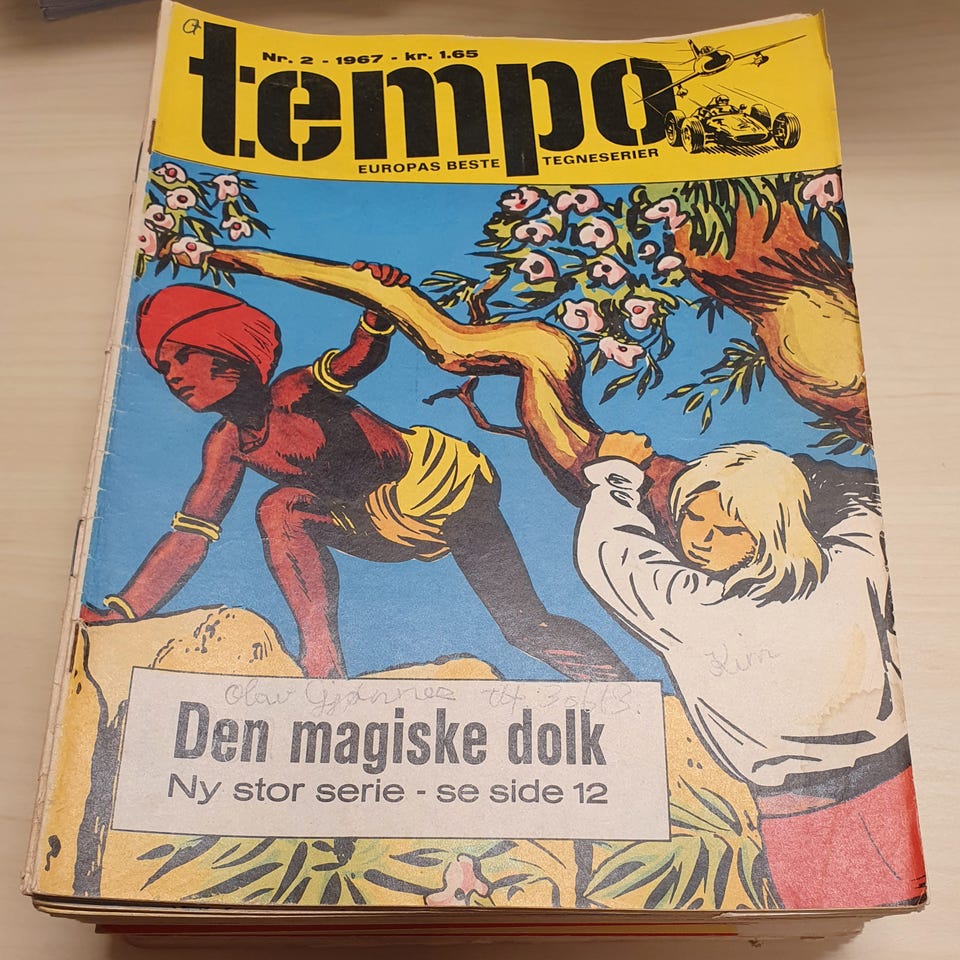 Nr. 2 - 1967 - kr. 1.65
tempo
EUROPAS BESTE TEGNESERIER
Kim
Olav
Den magiske dolk
Ny stor serie - se side 12